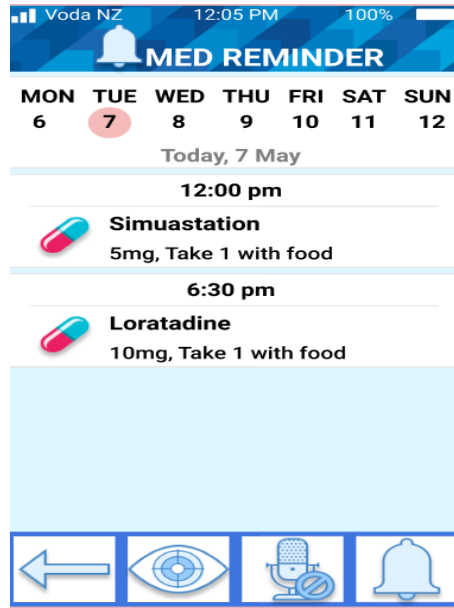 Voda NZ 12:05 PM 100%
MED REMINDER
MON TUE WED THU FRI SAT SUN
6 7 8 9 10 11 12
Today, 7 May
12:00 pm
Simuastation
5mg, Take 1 with food
6:30 pm
Loratadine
10mg, Take 1 with food